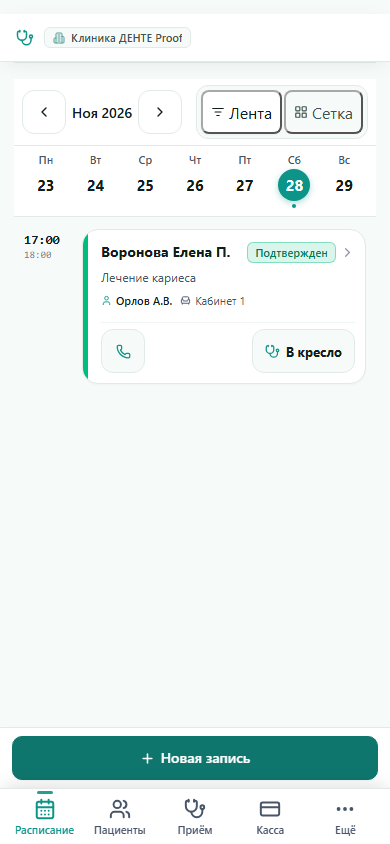 Клиника ДЕНТЕ Proof
Ноя 2026
Лента
Сетка
Пн Вт Ср Чт Пт Сб Вс
23 24 25 26 27 28 29
17:00
18:00
Воронова Елена П.
Подтвержден
Лечение кариеса
Орлов А.В. Кабинет 1
В кресло
+ Новая запись
Расписание Пациенты Приём Касса Ещё